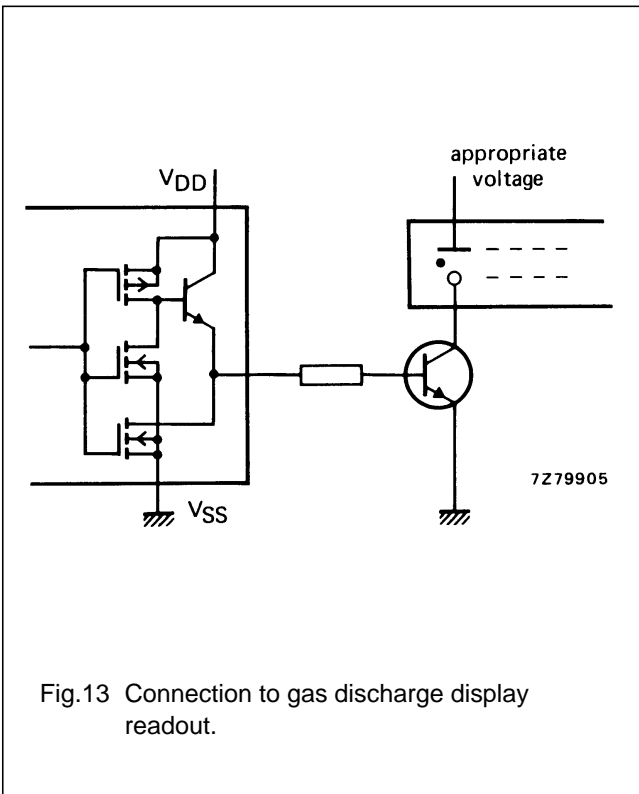 appropriate
voltage
VDD
7Z79905
VSS
Fig.13 Connection to gas discharge display
readout.